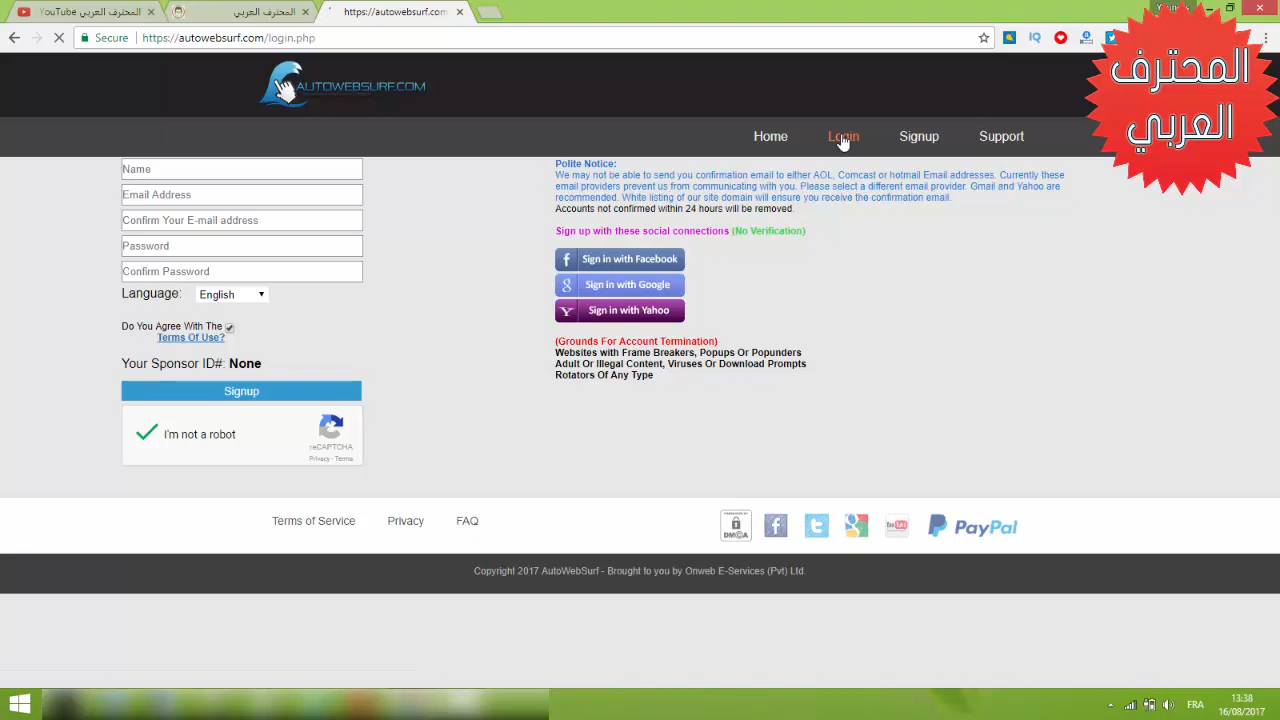 المحترف العربي YouTube
المحترف العربي
https://autowebsurf.com
Secure
https://autowebsurf.com/login.php
AUTOWEBSURF.COM
المحترف
العربي
Home
Login
Signup
Support
Name
Email Address
Confirm Your E-mail address
Password
Confirm Password
Language:
English
Do You Agree With The
Terms Of Use?
Your Sponsor ID#: None
Signup
I'm not a robot
reCAPTCHA
Privacy - Terms
Polite Notice:
We may not be able to send you confirmation email to either AOL, Comcast or hotmail Email addresses. Currently these
email providers prevent us from communicating with you. Please select a different email provider. Gmail and Yahoo are
recommended. White listing of our site domain will ensure you receive the confirmation email.
Accounts not confirmed within 24 hours will be removed.
Sign up with these social connections (No Verification)
Sign in with Facebook
Sign in with Google
Sign in with Yahoo
(Grounds For Account Termination)
Websites with Frame Breakers, Popups Or Popunders
Adult Or Illegal Content, Viruses Or Download Prompts
Rotators Of Any Type
Terms of Service
Privacy
FAQ
DMCA
PayPal
Copyright 2017 AutoWebSurf - Brought to you by Onweb E-Services (Pvt) Ltd.
FRA
13:38
16/08/2017